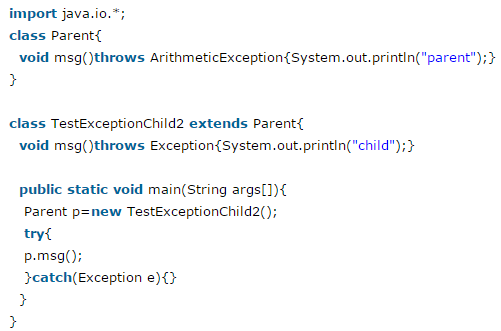 import java.io.*;
class Parent{
  void msg()throws ArithmeticException{System.out.println("parent");}
}

class TestExceptionChild2 extends Parent{
  void msg()throws Exception{System.out.println("child");}

  public static void main(String args[]){
   Parent p=new TestExceptionChild2();
   try{
   p.msg();
   }catch(Exception e){}
  }
}